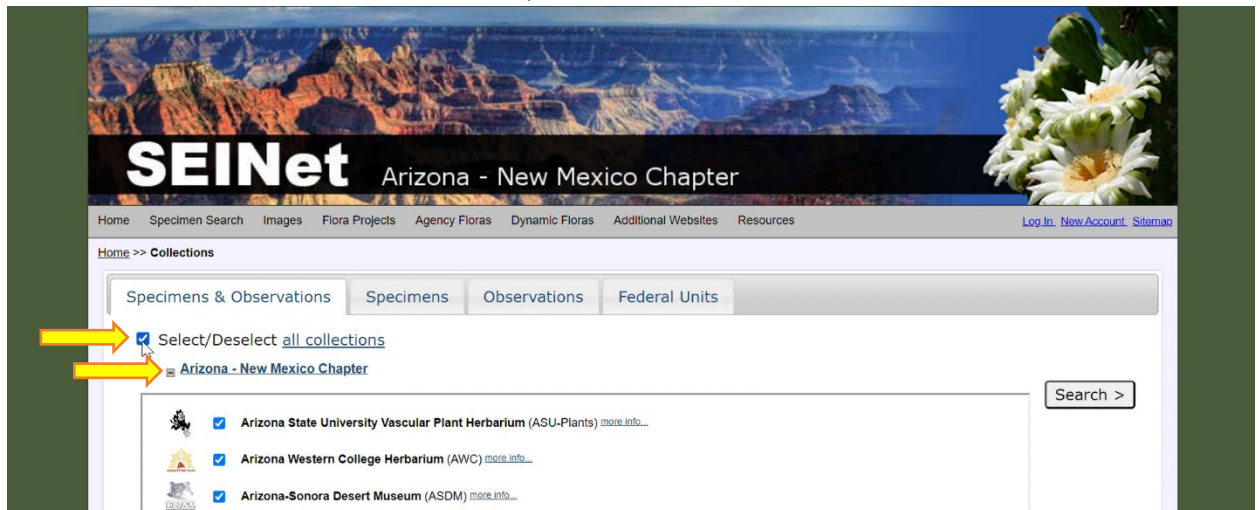 SEINet Arizona - New Mexico Chapter
Home Specimen Search Images Flora Projects Agency Floras Dynamic Floras Additional Websites Resources Log In New Account Sitemap
Home >> Collections
Specimens & Observations Specimens Observations Federal Units
Select/Deselect all collections
Arizona - New Mexico Chapter
Search >
Arizona State University Vascular Plant Herbarium (ASU-Plants) more info...
Arizona Western College Herbarium (AWC) more info...
Arizona-Sonora Desert Museum (ASDM) more info...